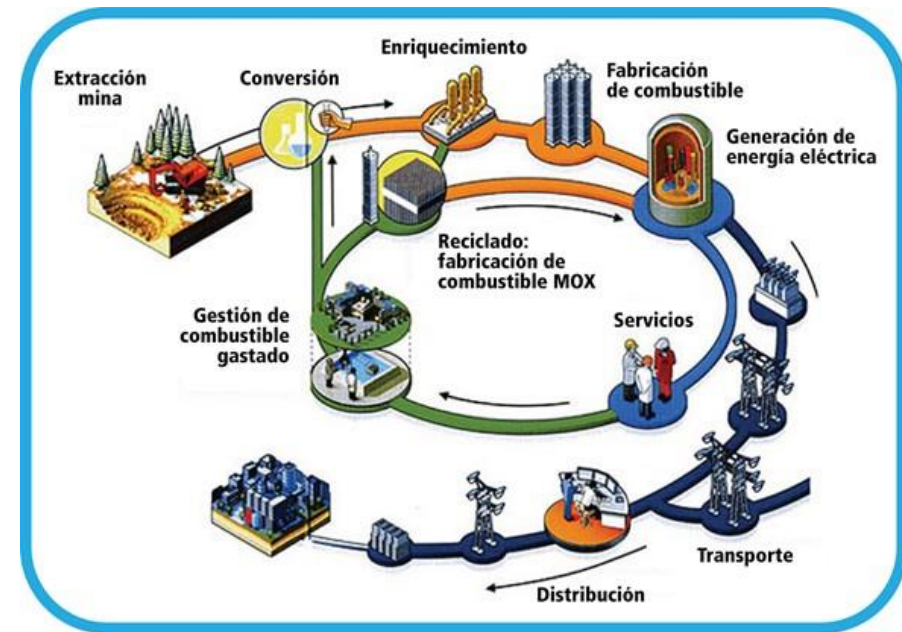 Enriquecimiento
Extracción
mina
Conversión
Fabricación
de combustible
Generación de
energía eléctrica
Reciclado:
fabricación de
combustible MOX
Gestión de
combustible
gastado
Servicios
Transporte
Distribución